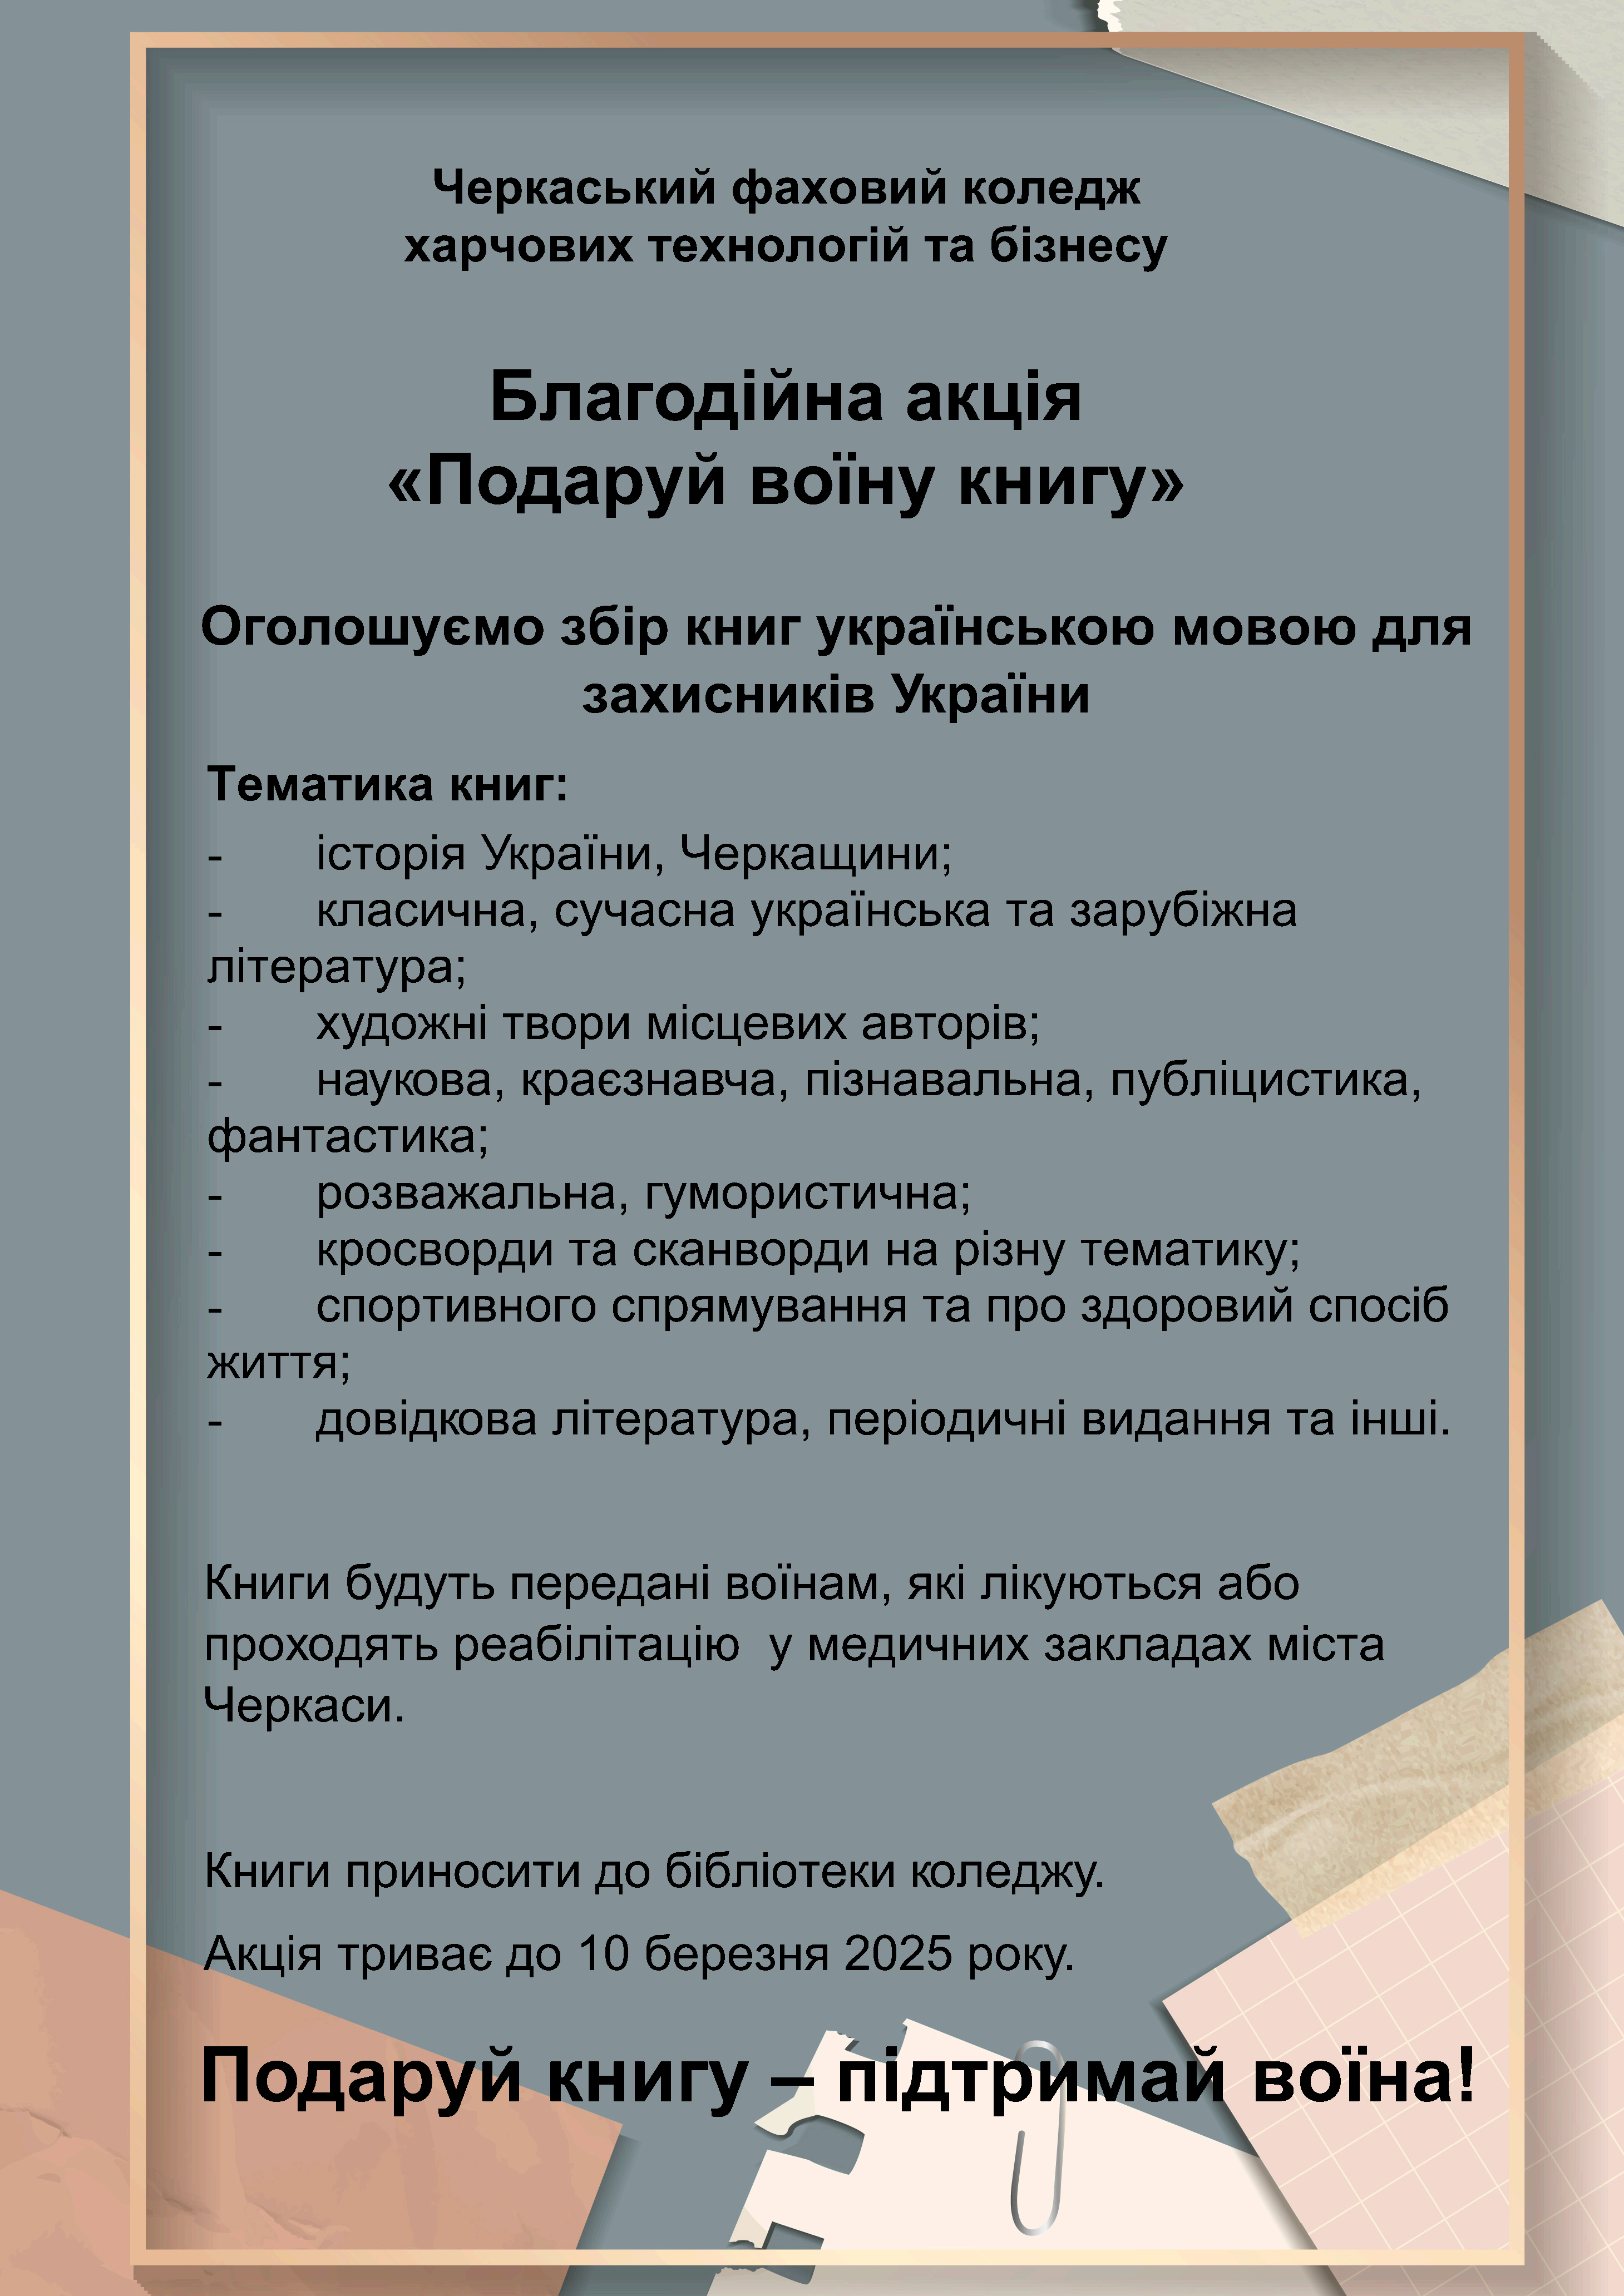 Черкаський фаховий коледж
харчових технологій та бізнесу
Благодійна акція
«Подаруй воїну книгу»
Оголошуємо збір книг українською мовою для
захисників України
Тематика книг:
- історія України, Черкащини;
- класична, сучасна українська та зарубіжна
література;
- художні твори місцевих авторів;
- наукова, краєзнавча, пізнавальна, публіцистика,
фантастика;
- розважальна, гумористична;
- кросворди та сканворди на різну тематику;
- спортивного спрямування та про здоровий спосіб
життя;
- довідкова література, періодичні видання та інші.
Книги будуть передані воїнам, які лікуються або
проходять реабілітацію у медичних закладах міста
Черкаси.
Книги приносити до бібліотеки коледжу.
Акція триває до 10 березня 2025 року.
Подаруй книгу – підтримай воїна!